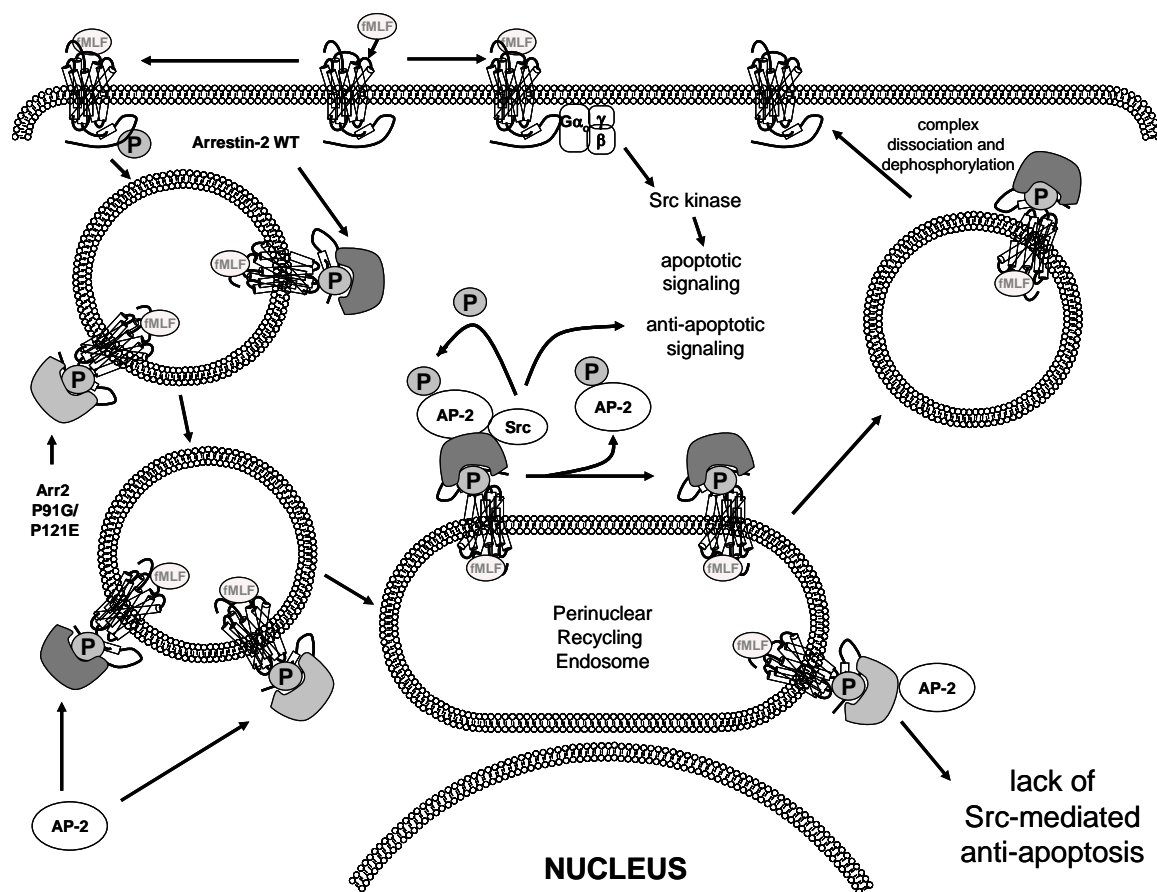 fMLF
fMLF
fMLF
P
Arrestin-2 WT
Gαo
γ
β
complex
dissociation and
dephosphorylation
P
fMLF
Src kinase
apoptotic
signaling
anti-apoptotic
signaling
fMLF
P
fMLF
P
Arr2
P91G/
P121E
P
P
AP-2
Src
P
AP-2
P
fMLF
P
fMLF
fMLF
P
fMLF
P
AP-2
Perinuclear
Recycling
Endosome
fMLF
P
AP-2
lack of
Src-mediated
anti-apoptosis
NUCLEUS